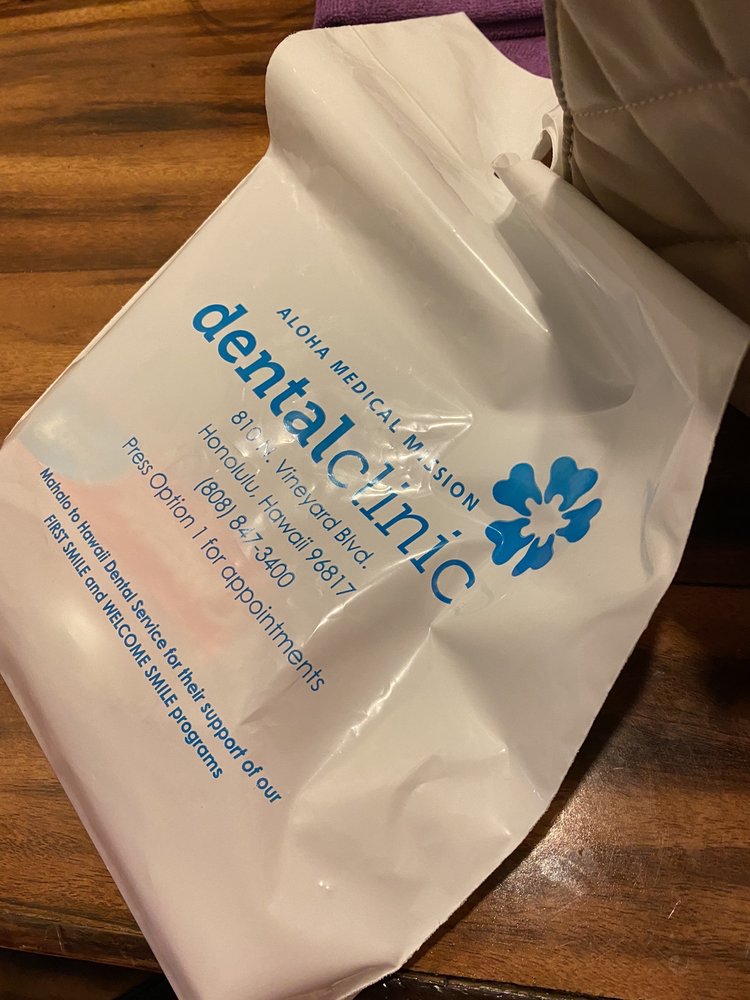 ALOHA MEDICAL MISSION
dentalclinic
810 N. Vineyard Blvd.
Honolulu, Hawaii 96817
(808) 847-3400
Press Option 1 for appointments
Mahalo to Hawaii Dental Service for their support of our
FIRST SMILE and WELCOME SMILE programs